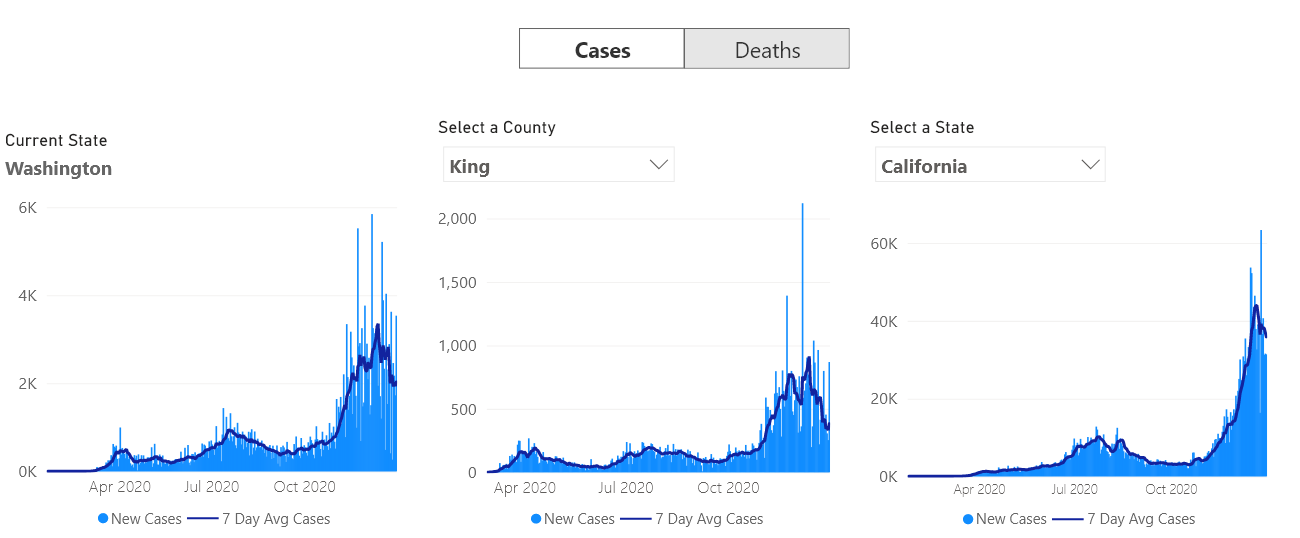 Cases Deaths
Current State
Washington
6K
4K
2K
0K
Apr 2020 Jul 2020 Oct 2020
New Cases 7 Day Avg Cases
Select a County
King
2,000
1,500
1,000
500
0
Apr 2020 Jul 2020 Oct 2020
New Cases 7 Day Avg Cases
Select a State
California
60K
40K
20K
0K
Apr 2020 Jul 2020 Oct 2020
New Cases 7 Day Avg Cases